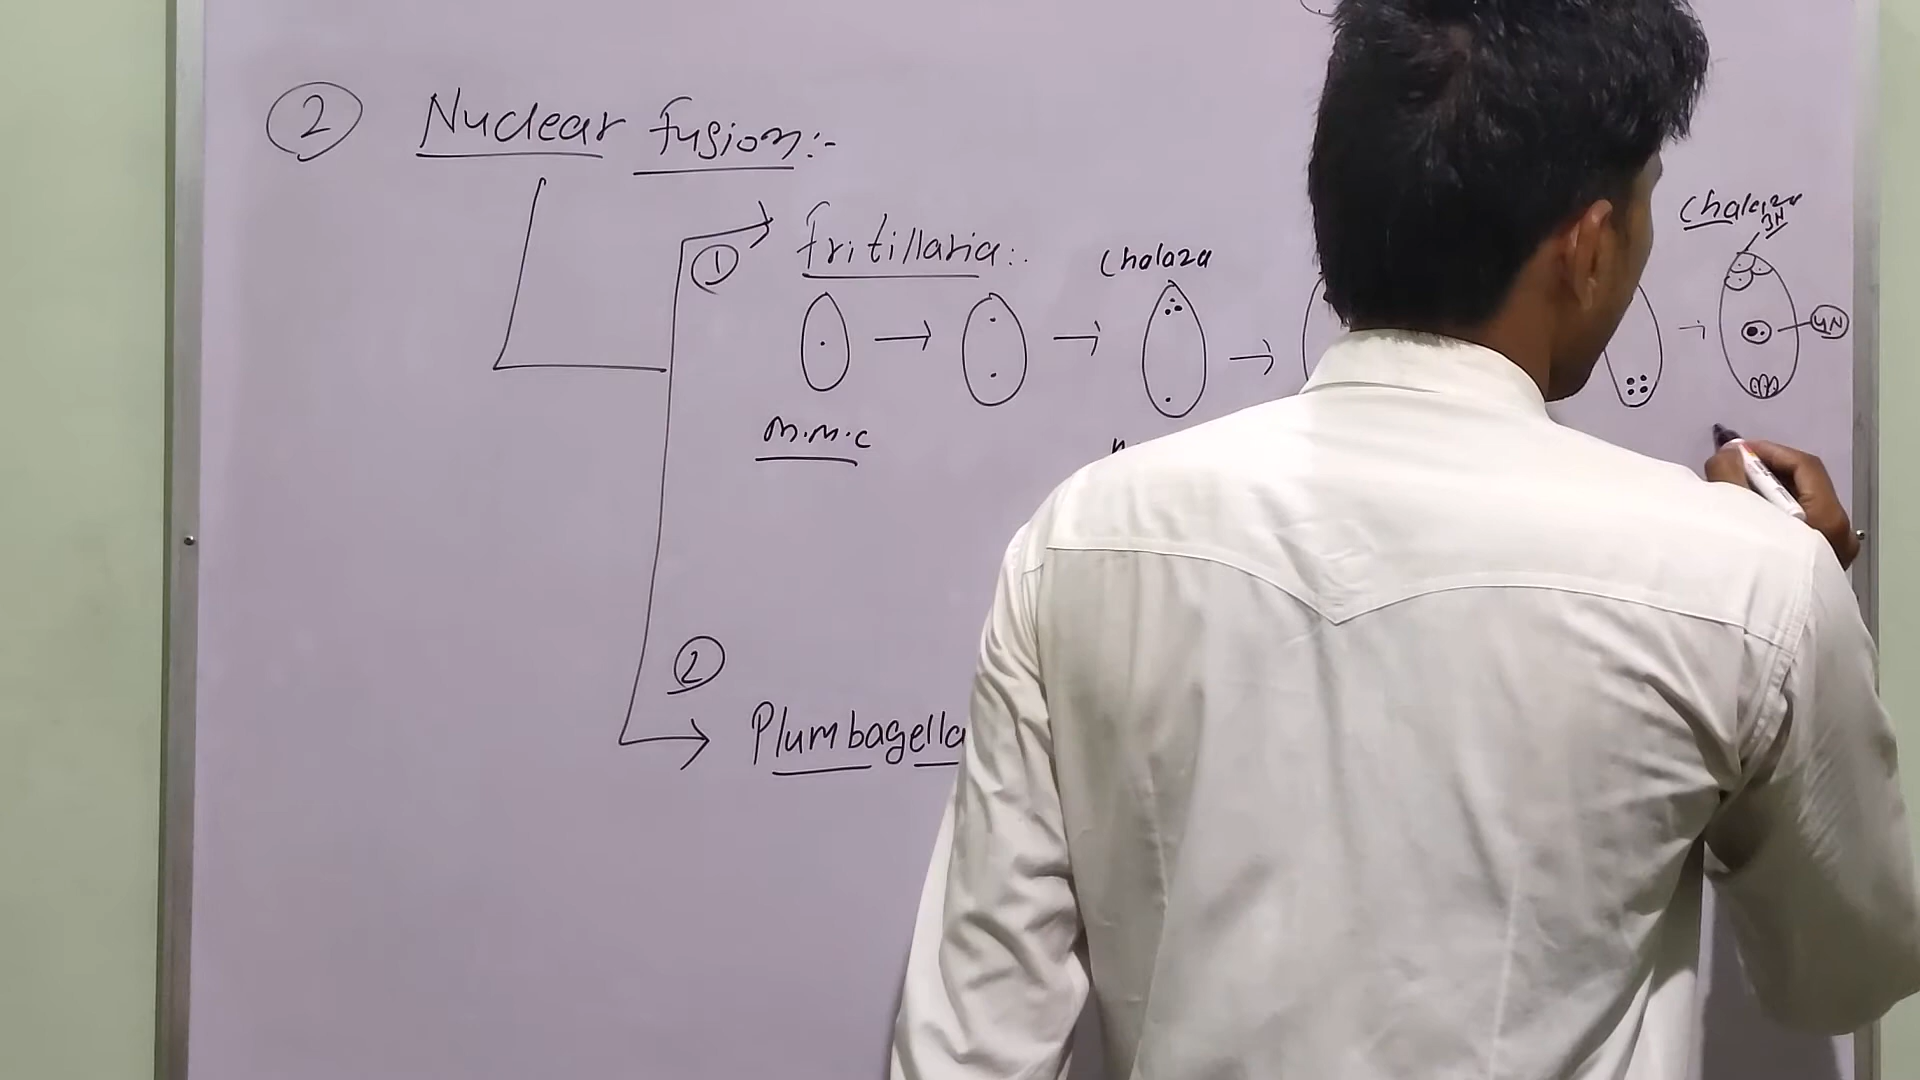 2 Nuclear fusion:-
1 Fritillaria:-
Chalaza
Chalaza
3N
4N
M.M.C
2
Plumbagella